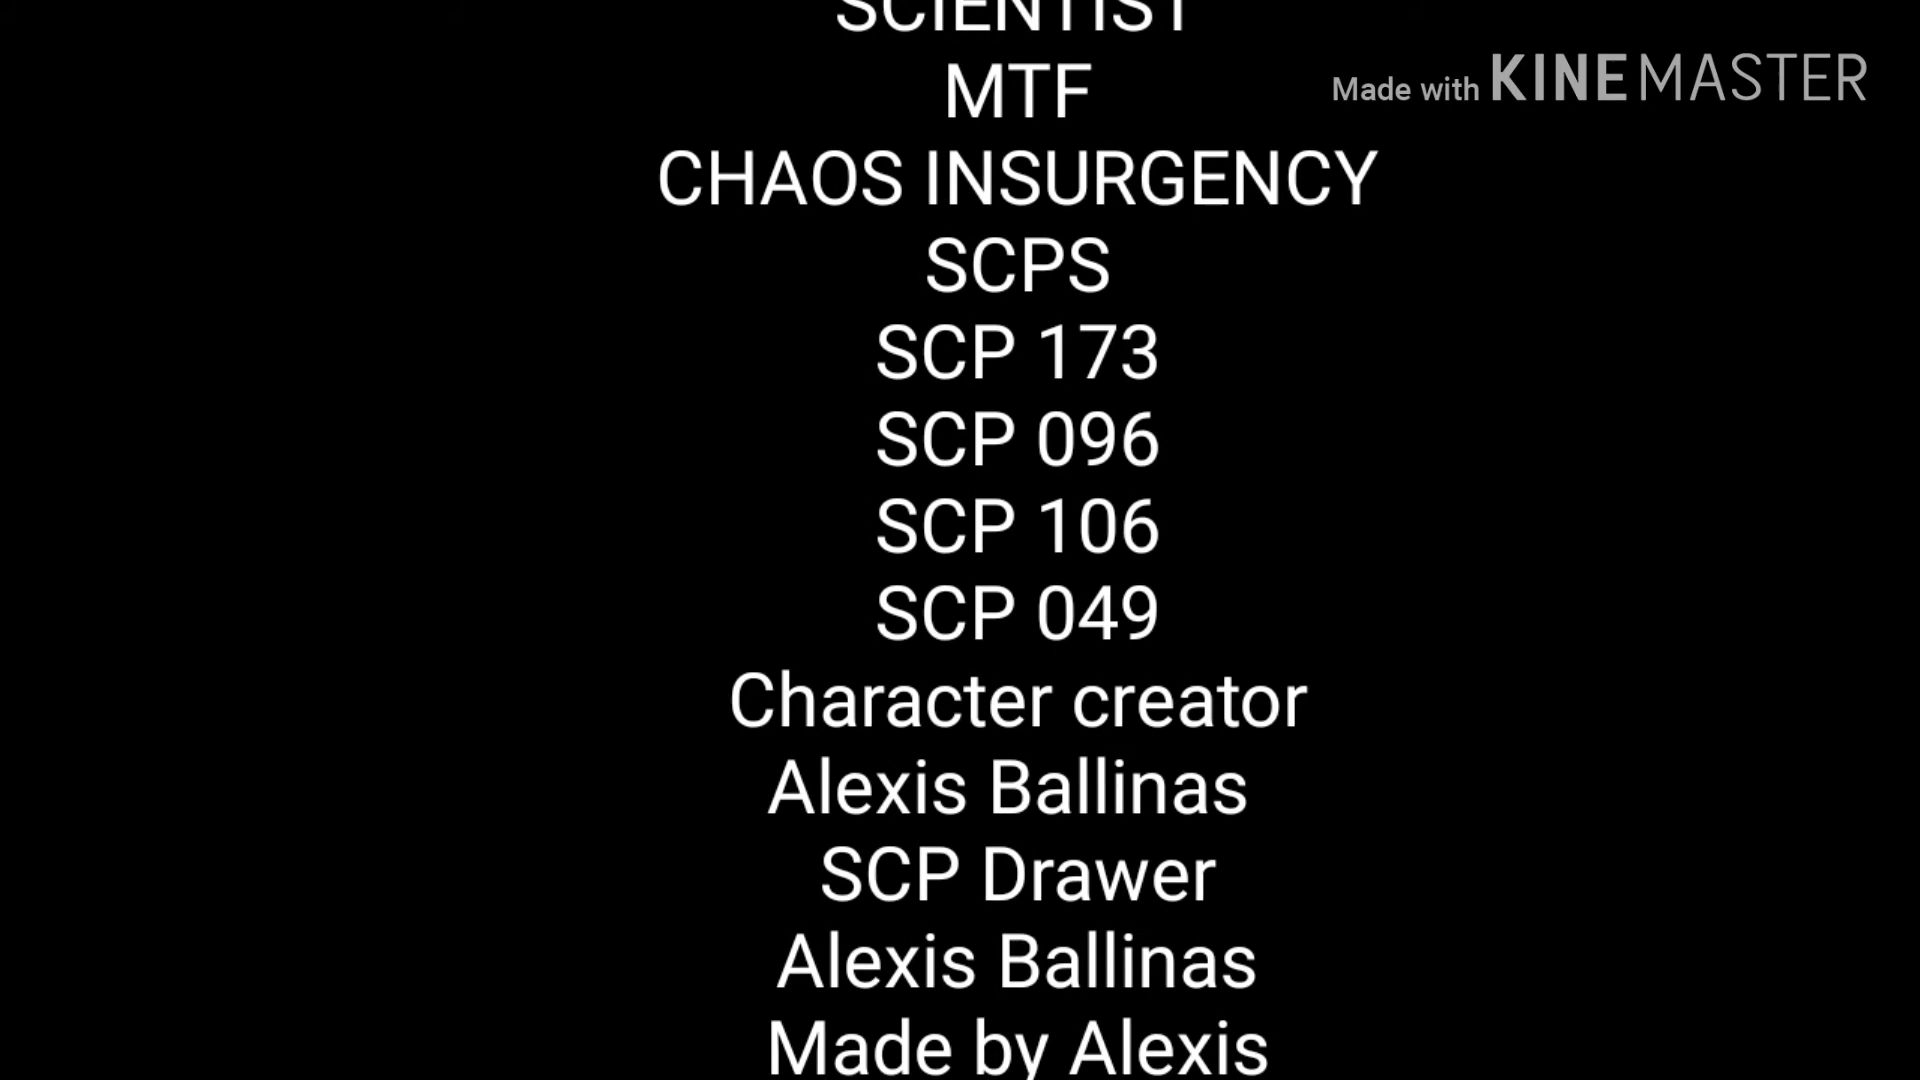 SCIENTIST
MTF
Made with KINEMASTER
CHAOS INSURGENCY
SCPS
SCP 173
SCP 096
SCP 106
SCP 049
Character creator
Alexis Ballinas
SCP Drawer
Alexis Ballinas
Made by Alexis